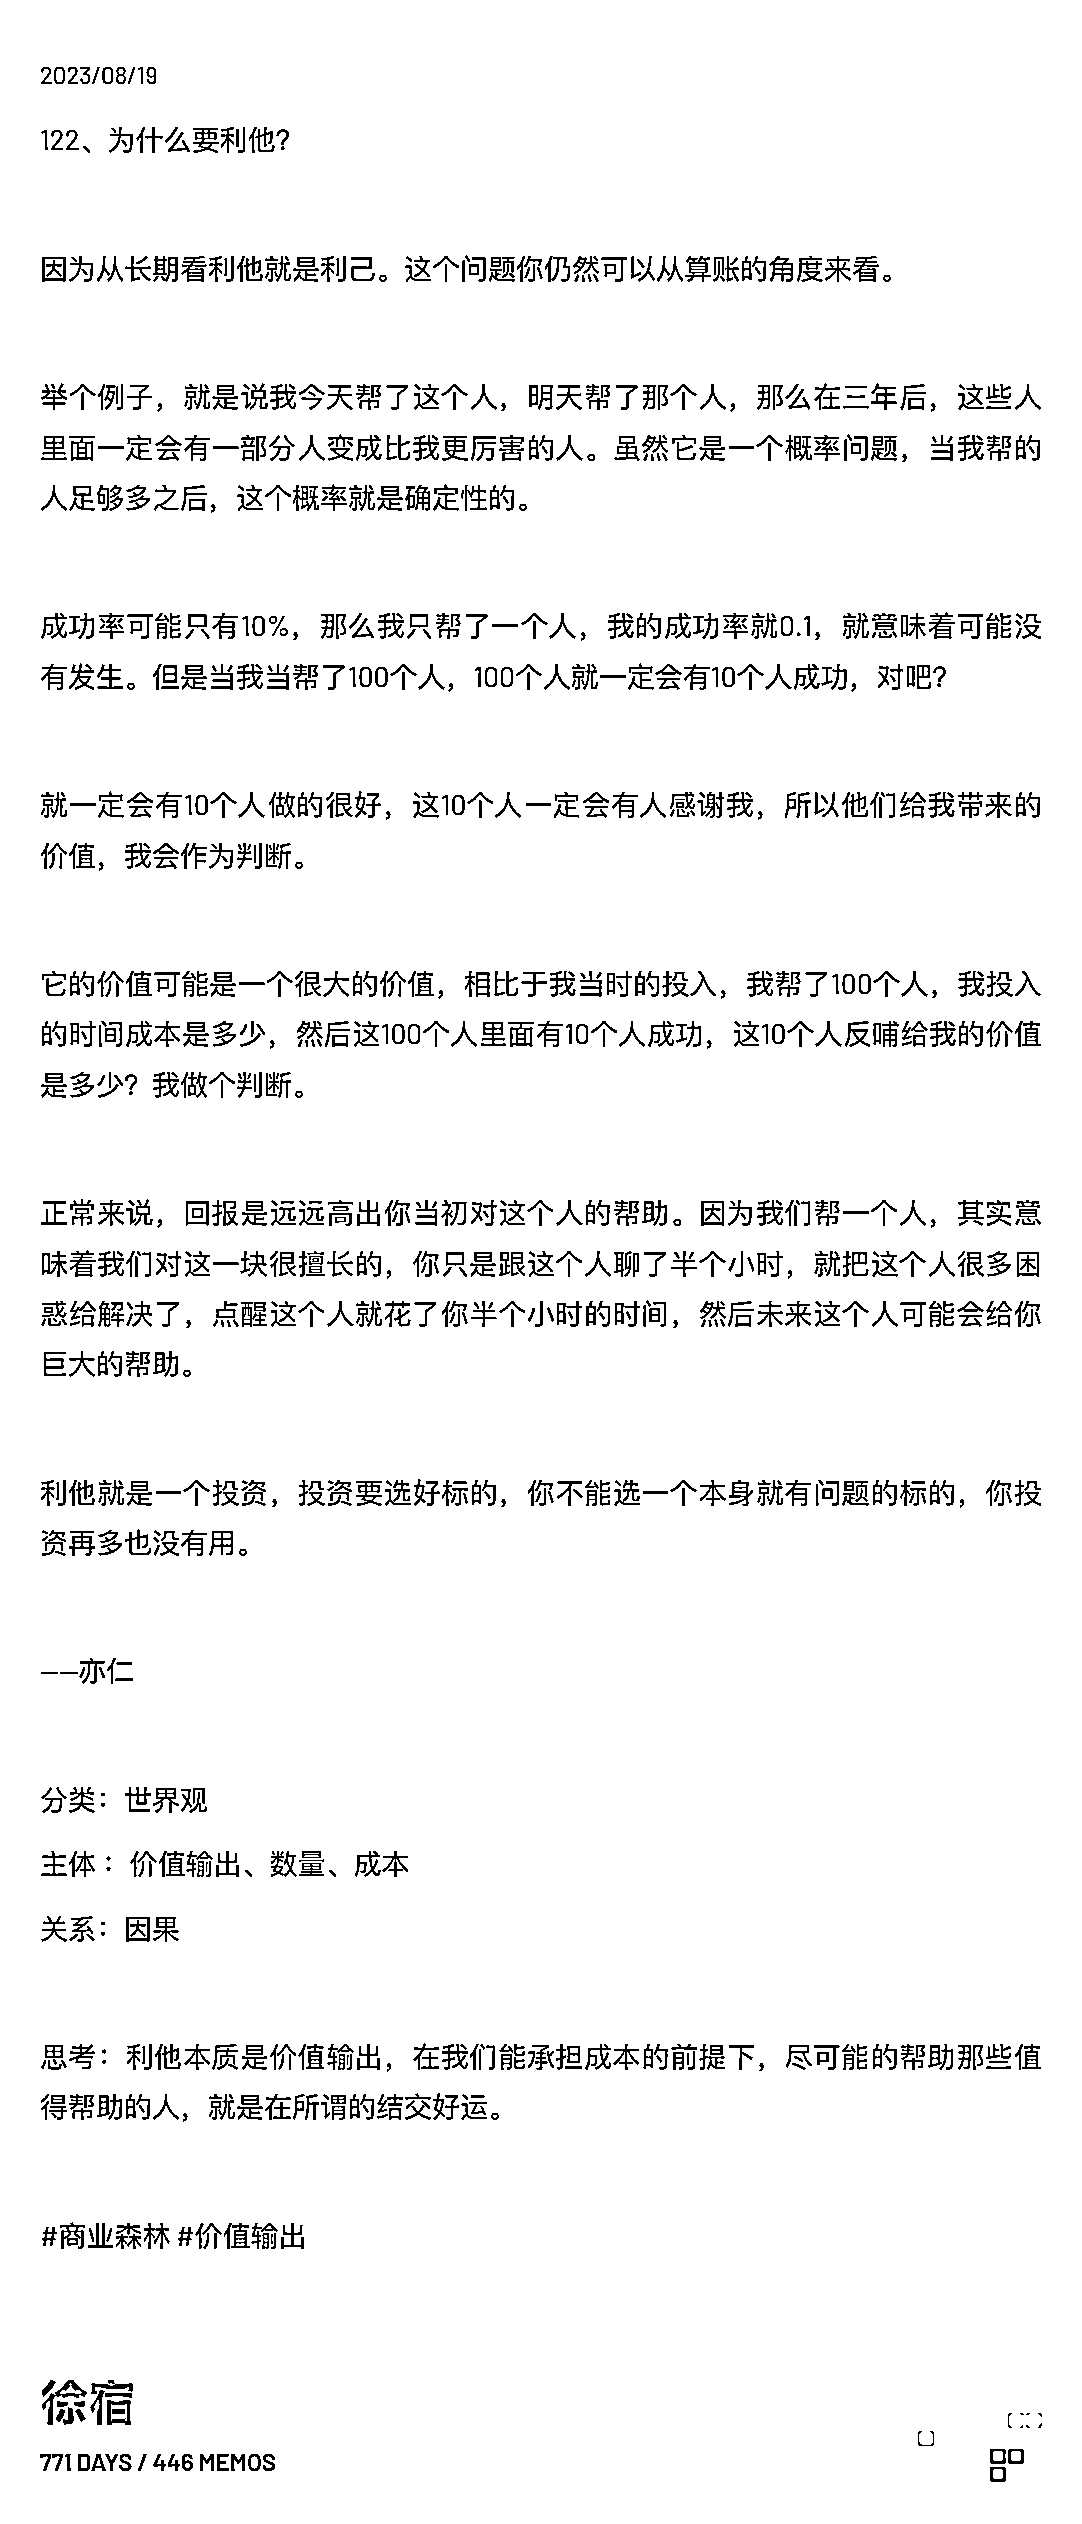 2023/08/19
122、为什么要利他？
因为从长期看利他就是利己。这个问题你仍然可以从算账的角度来看。
举个例子，就是说我今天帮了这个人，明天帮了那个人，那么在三年后，这些人
里面一定会有一部分人变成比我更厉害的人。虽然它是一个概率问题，当我帮的
人足够多之后，这个概率就是确定性的。
成功率可能只有10%，那么我只帮了一个人，我的成功率就0.1，就意味着可能没
有发生。但是当我当帮了100个人，100个人就一定会有10个人成功，对吧？
就一定会有10个人做的很好，这10个人一定会有人感谢我，所以他们给我带来的
价值，我会作为判断。
它的价值可能是一个很大的价值，相比于我当时的投入，我帮了100个人，我投入
的时间成本是多少，然后这100个人里面有10个人成功，这10个人反哺给我的价值
是多少？我做个判断。
正常来说，回报是远远高出你当初对这个人的帮助。因为我们帮一个人，其实意
味着我们对这一块很擅长的，你只是跟这个人聊了半个小时，就把这个人很多困
惑给解决了，点醒这个人就花了你半个小时的时间，然后未来这个人可能会给你
巨大的帮助。
利他就是一个投资，投资要选好标的，你不能选一个本身就有问题的标的，你投
资再多也没有用。
——亦仁
分类：世界观
主体： 价值输出、数量、成本
关系：因果
思考：利他本质是价值输出，在我们能承担成本的前提下，尽可能的帮助那些值
得帮助的人，就是在所谓的结交好运。
#商业森林 #价值输出
徐宿
771 DAYS / 446 MEMOS